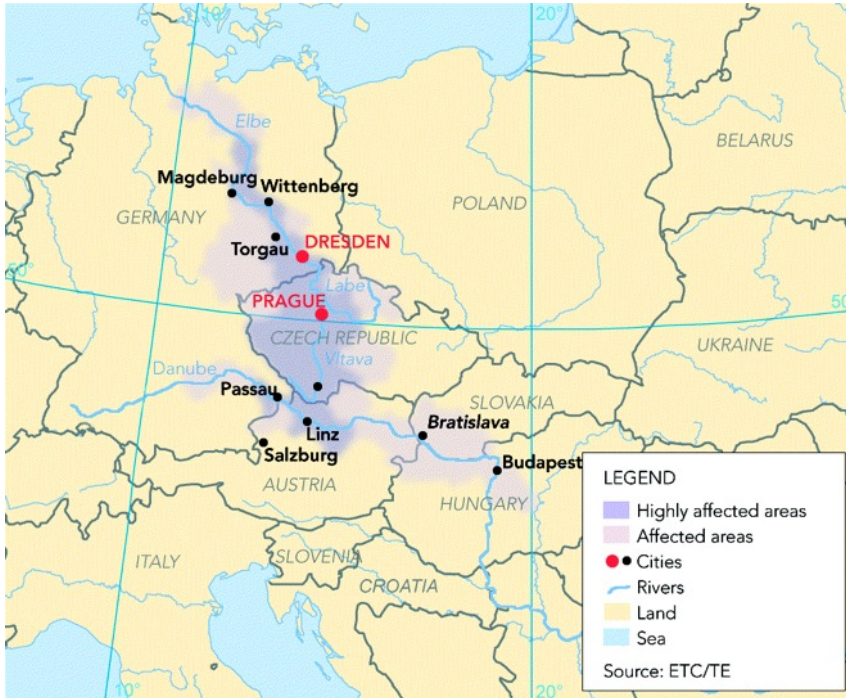 10°
20°
Elbe
BELARUS
Magdeburg
Wittenberg
POLAND
GERMANY
Torgau
DRESDEN
50°
Labe
PRAGUE
50
CZECH REPUBLIC
UKRAINE
Vltava
Danube
Passau
SLOVAKIA
Bratislava
Linz
Salzburg
Budapest
AUSTRIA
HUNGARY
ITALY
SLOVENIA
CROATIA
10°
20°
LEGEND
Highly affected areas
Affected areas
Cities
Rivers
Land
Sea
Source: ETC/TE